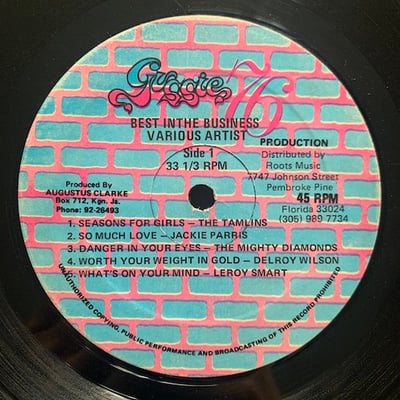 Gussie 76
BEST IN THE BUSINESS
VARIOUS ARTIST
Side 1
33 1/3 RPM
PRODUCTION
Distributed by
Roots Music
7747 Johnson Street
Pembroke Pine
45 RPM
Florida 33024
(305) 989 7734
Produced By
AUGUSTUS CLARKE
Box 712, Kgn. Ja.
Phone: 92-26493
1. SEASONS FOR GIRLS — THE TAMLINS
2. SO MUCH LOVE — JACKIE PARRIS
3. DANGER IN YOUR EYES — THE MIGHTY DIAMONDS
4. WORTH YOUR WEIGHT IN GOLD — DELROY WILSON
5. WHAT'S ON YOUR MIND — LEROY SMART
UNAUTHORIZED COPYING, PUBLIC PERFORMANCE AND BROADCASTING OF THIS RECORD PROHIBITED